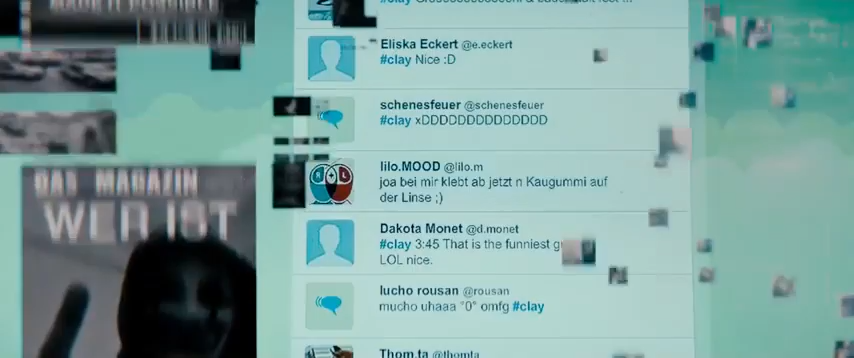 #clay
Eliska Eckert @e.eckert
#clay Nice :D
schenesfeuer @schenesfeuer
#clay xDDDDDDDDDDDDDD
lilo.MOOD @lilo.m
joa bei mir klebt ab jetzt n Kaugummi auf
der Linse ;)
R + L
Dakota Monet @d.monet
#clay 3:45 That is the funniest
LOL nice.
lucho rousan @rousan
mucho uhaaa °0° omfg #clay
Thom.ta @thomta
DAS MAGAZIN
WER IST